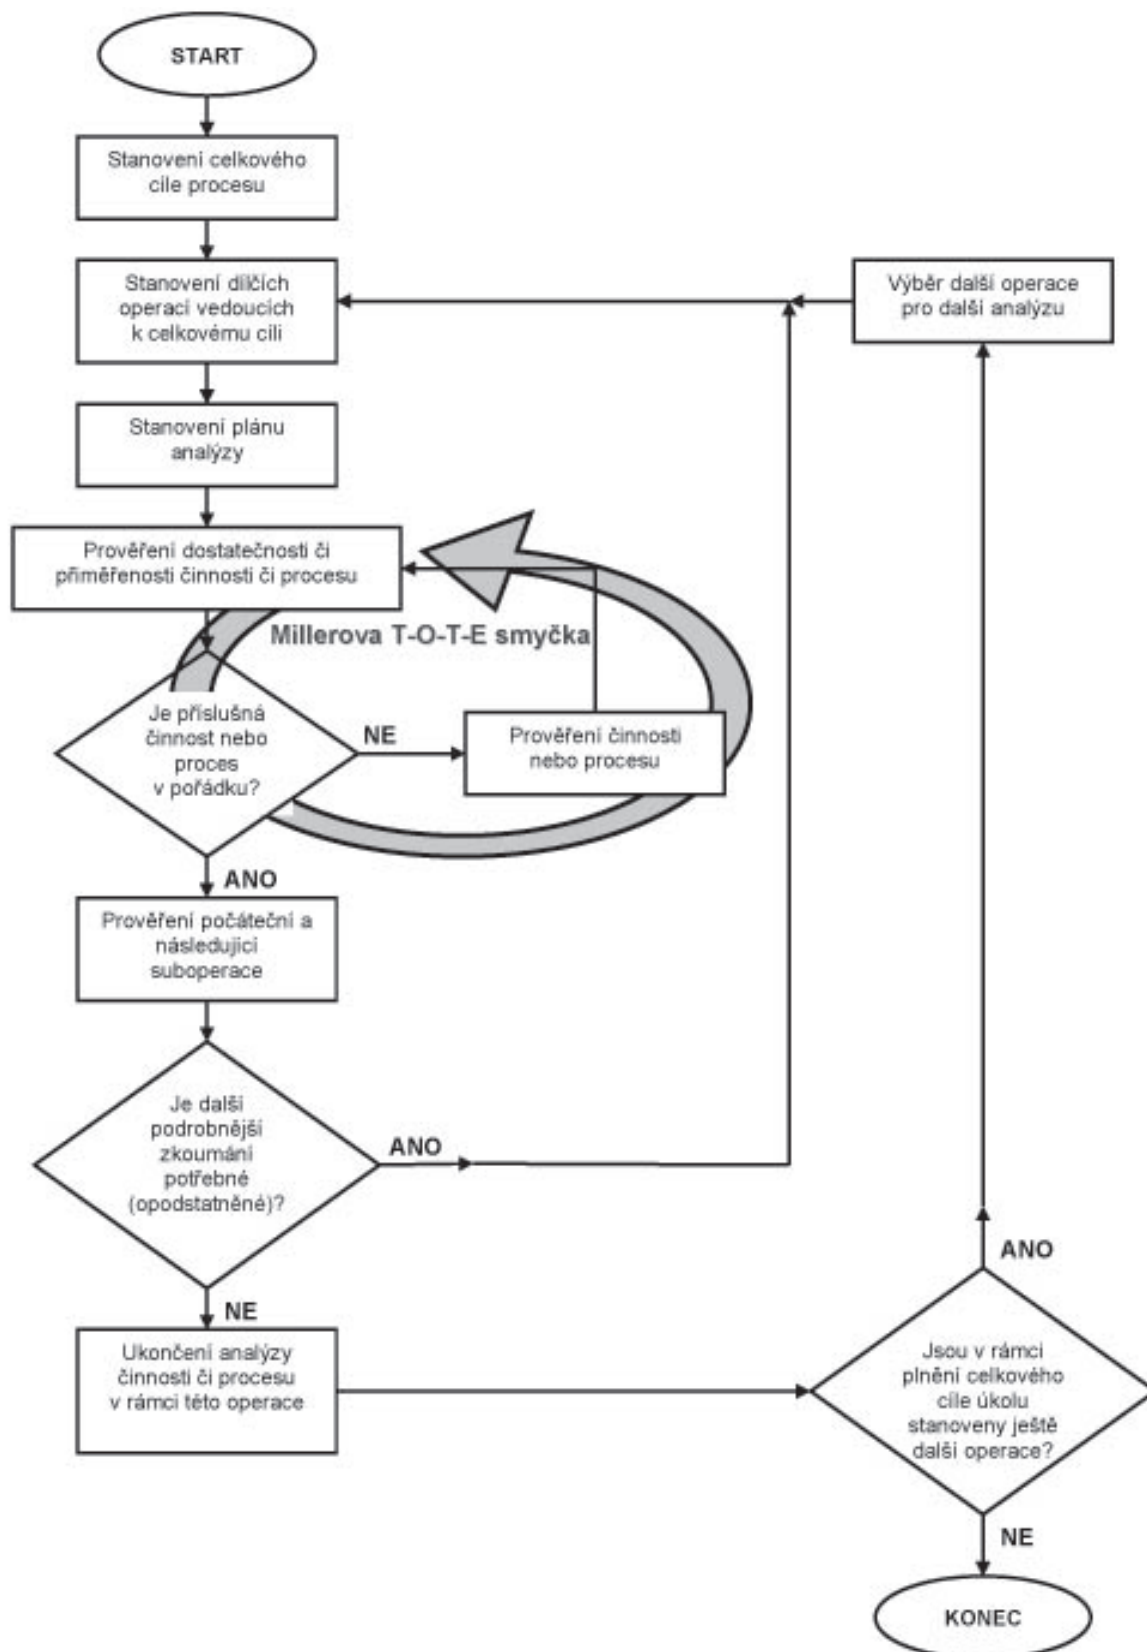 START
Stanovení celkového
cíle procesu
Stanovení dílčích
operací vedoucích
k celkovému cíli
Výběr další operace
pro další analýzu
Stanovení plánu
analýzy
Prověření dostatečnosti či
přiměřenosti činnosti či procesu
Millerova T-O-T-E smyčka
Je příslušná
činnost nebo
proces
v pořádku?
NE
Prověření činnosti
nebo procesu
ANO
Prověření počáteční a
následující
suboperace
Je další
podrobnější
zkoumání
potřebné
(opodstatněné)?
ANO
NE
Ukončení analýzy
činnosti či procesu
v rámci této operace
ANO
Jsou v rámci
plnění celkového
cíle úkolu
stanoveny ještě
další operace?
NE
KONEC